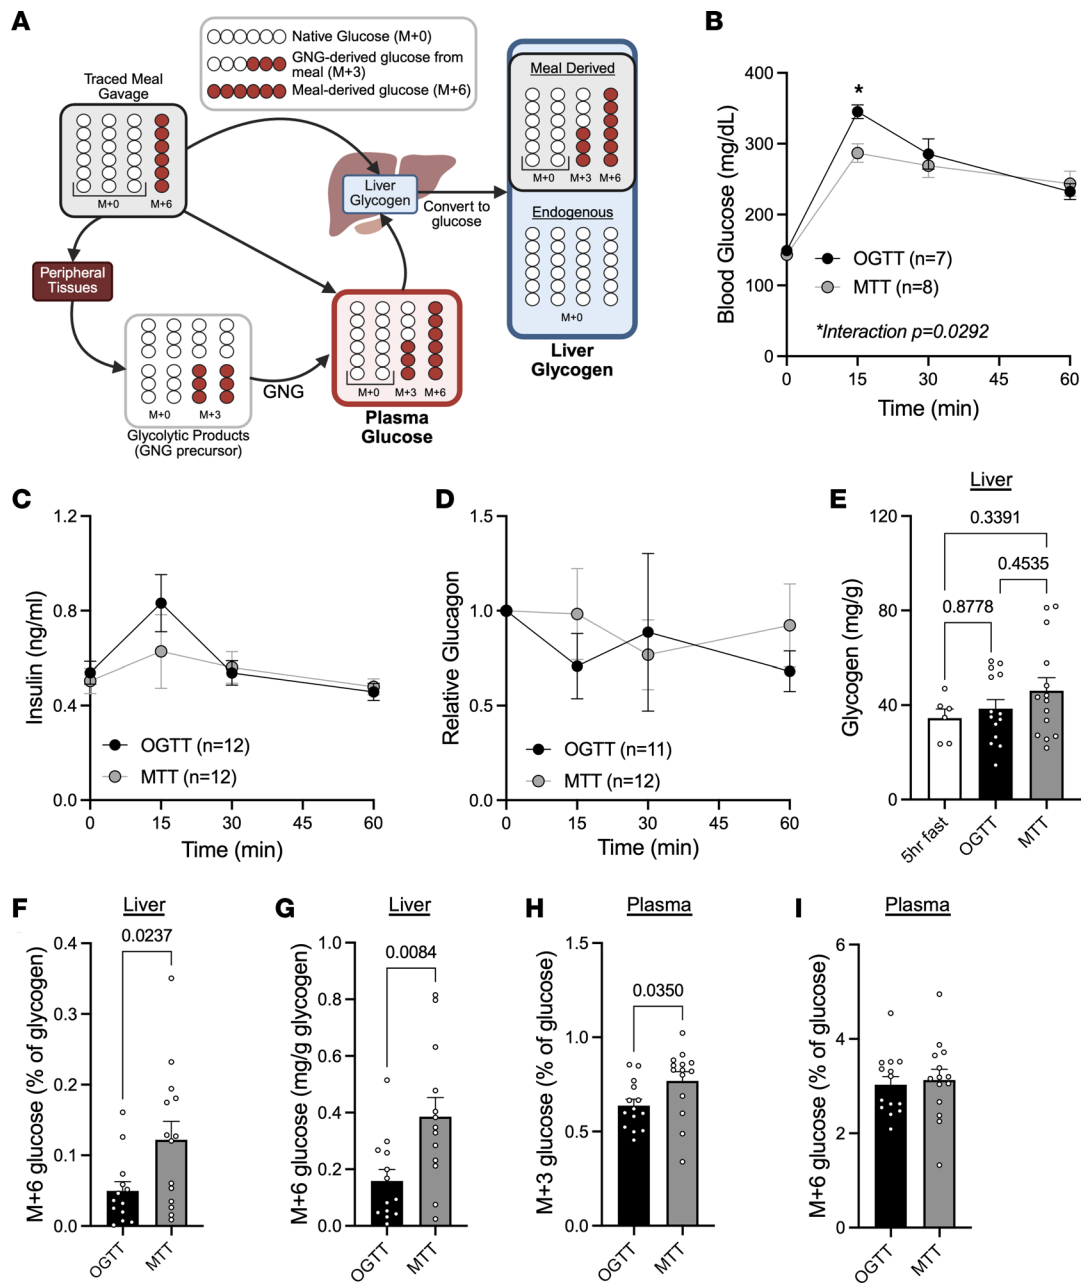 A
Native Glucose (M+0)
GNG-derived glucose from
meal (M+3)
Meal-derived glucose (M+6)
Traced Meal
Gavage
M+0
M+6
Peripheral
Tissues
M+0
M+3
Glycolytic Products
(GNG precursor)
GNG
Liver
Glycogen
Convert to
glucose
M+0
M+3
M+6
Plasma
Glucose
Meal Derived
M+0
M+3
M+6
Endogenous
M+0
Liver
Glycogen
B
Blood Glucose (mg/dL)
400
300
200
100
0
*
OGTT (n=7)
MTT (n=8)
*Interaction p=0.0292
0
15
30
45
60
Time (min)
C
Insulin (ng/ml)
1.2
0.8
0.4
0.0
OGTT (n=12)
MTT (n=12)
0
15
30
45
60
Time (min)
D
Relative Glucagon
1.5
1.0
0.5
0.0
OGTT (n=11)
MTT (n=12)
0
15
30
45
60
Time (min)
E
Liver
Glycogen (mg/g)
120
80
40
0
0.3391
0.4535
0.8778
5hr fast
OGTT
MTT
F
Liver
M+6 glucose (% of glycogen)
0.4
0.3
0.2
0.1
0.0
0.0237
OGTT
MTT
G
Liver
M+6 glucose (mg/g glycogen)
1.0
0.8
0.6
0.4
0.2
0.0
0.0084
OGTT
MTT
H
Plasma
M+3 glucose (% of glucose)
1.5
1.0
0.5
0.0
0.0350
OGTT
MTT
I
Plasma
M+6 glucose (% of glucose)
6
4
2
0
OGTT
MTT